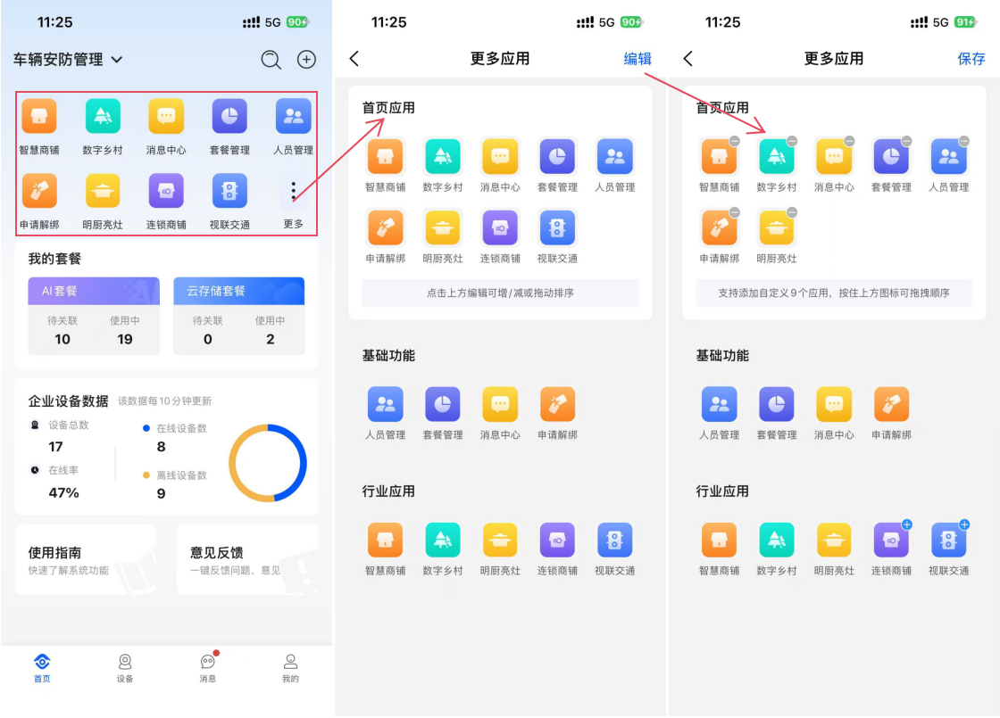 11:25
5G 90
车辆安防管理
智慧商铺 数字乡村 消息中心 套餐管理 人员管理
申请解绑 明厨亮灶 连锁商铺 视联交通 更多
我的套餐
AI套餐 云存储套餐
待关联 使用中 待关联 使用中
10 19 0 2
企业设备数据 该数据每10分钟更新
设备总数 在线设备数
17 8
在线率 离线设备数
47% 9
使用指南 意见反馈
快速了解系统功能 一键反馈问题、意见
首页 设备 消息 我的
11:25
5G 90
更多应用 编辑
首页应用
智慧商铺 数字乡村 消息中心 套餐管理 人员管理
申请解绑 明厨亮灶 连锁商铺 视联交通
点击上方编辑可增/减或拖动排序
基础功能
人员管理 套餐管理 消息中心 申请解绑
行业应用
智慧商铺 数字乡村 明厨亮灶 连锁商铺 视联交通
11:25
5G 91
更多应用 保存
首页应用
智慧商铺 数字乡村 消息中心 套餐管理 人员管理
申请解绑 明厨亮灶
支持添加自定义9个应用，按住上方图标可拖拽顺序
基础功能
人员管理 套餐管理 消息中心 申请解绑
行业应用
智慧商铺 数字乡村 明厨亮灶 连锁商铺 视联交通